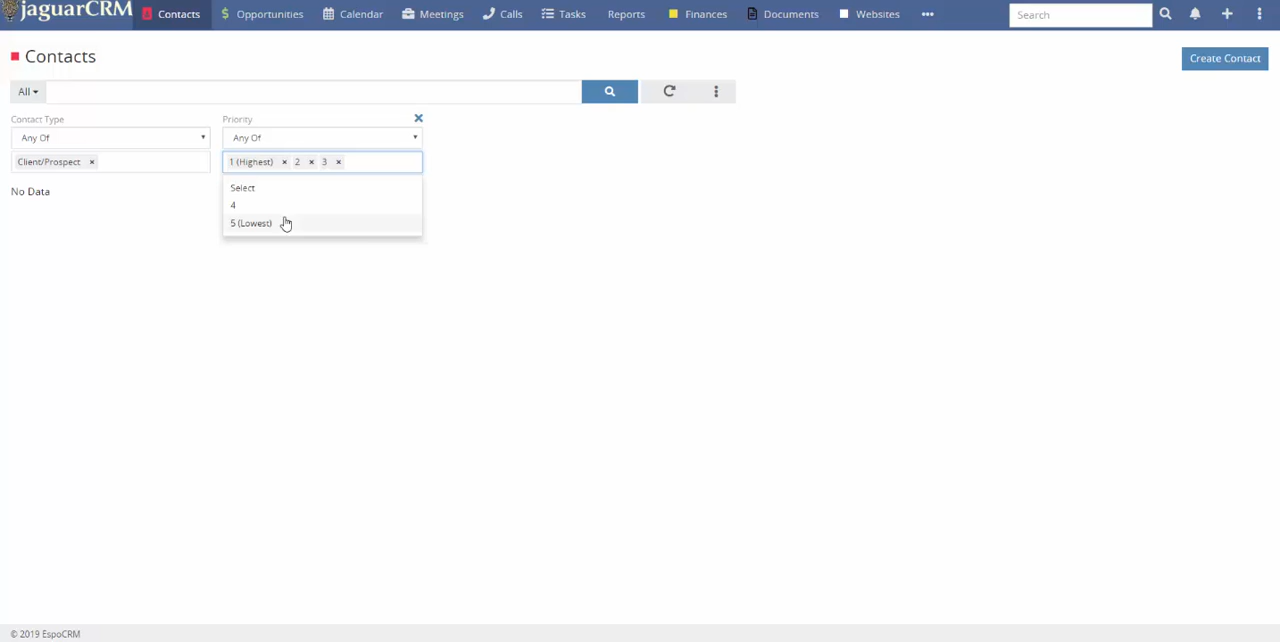 jaguarCRM Contacts $ Opportunities Calendar Meetings Calls Tasks Reports Finances Documents Websites ••• Search
Contacts
Create Contact
All
Contact Type Priority
Any Of Any Of
Client/Prospect × 1 (Highest) × 2 × 3 ×
No Data
Select
4
5 (Lowest)
© 2019 EspoCRM